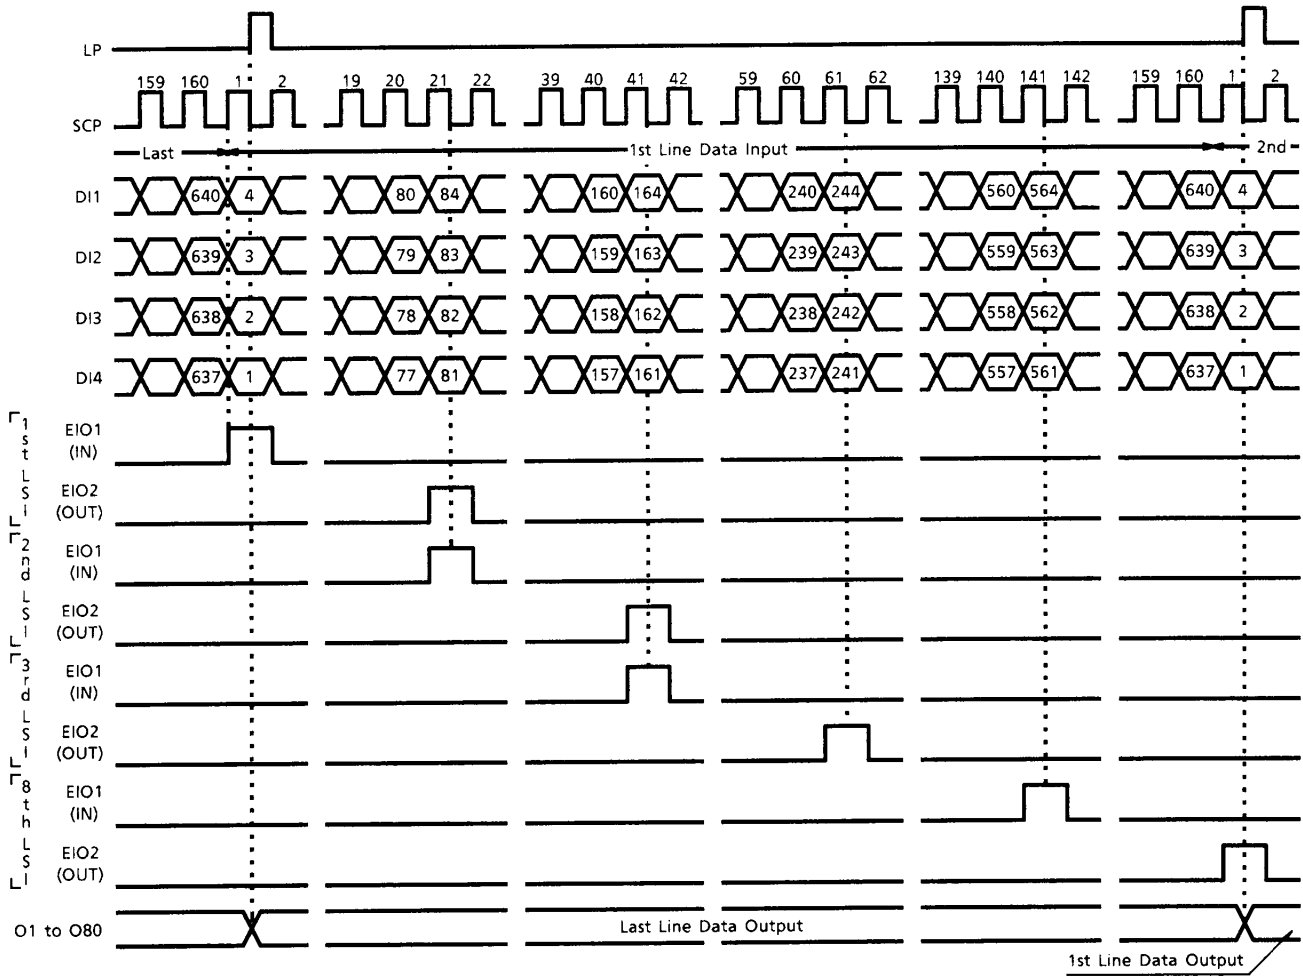 LP
159 160 1 2 19 20 21 22 39 40 41 42 59 60 61 62 139 140 141 142 159 160 1 2
SCP
Last 1st Line Data Input 2nd
DI1 640 4 80 84 160 164 240 244 560 564 640 4
DI2 639 3 79 83 159 163 239 243 559 563 639 3
DI3 638 2 78 82 158 162 238 242 558 562 638 2
DI4 637 1 77 81 157 161 237 241 557 561 637 1
1st LSI
EIO1
(IN)
EIO2
(OUT)
2nd LSI
EIO1
(IN)
EIO2
(OUT)
3rd LSI
EIO1
(IN)
EIO2
(OUT)
8th LSI
EIO1
(IN)
EIO2
(OUT)
O1 to O80 Last Line Data Output
1st Line Data Output